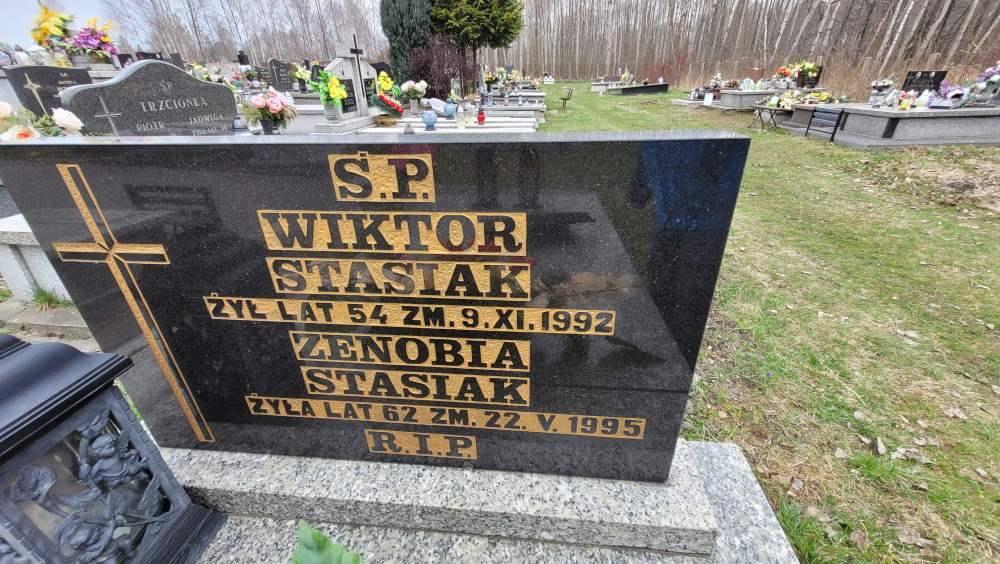 Ś.P.
WIKTOR
STASIAK
ŻYŁ LAT 54 ZM. 9. XI. 1992
ZENOBIA
STASIAK
ŻYŁA LAT 62 ZM. 22. V. 1995
R.I.P
ŚP
TRZCIONKA
PIOTR JADWIGA